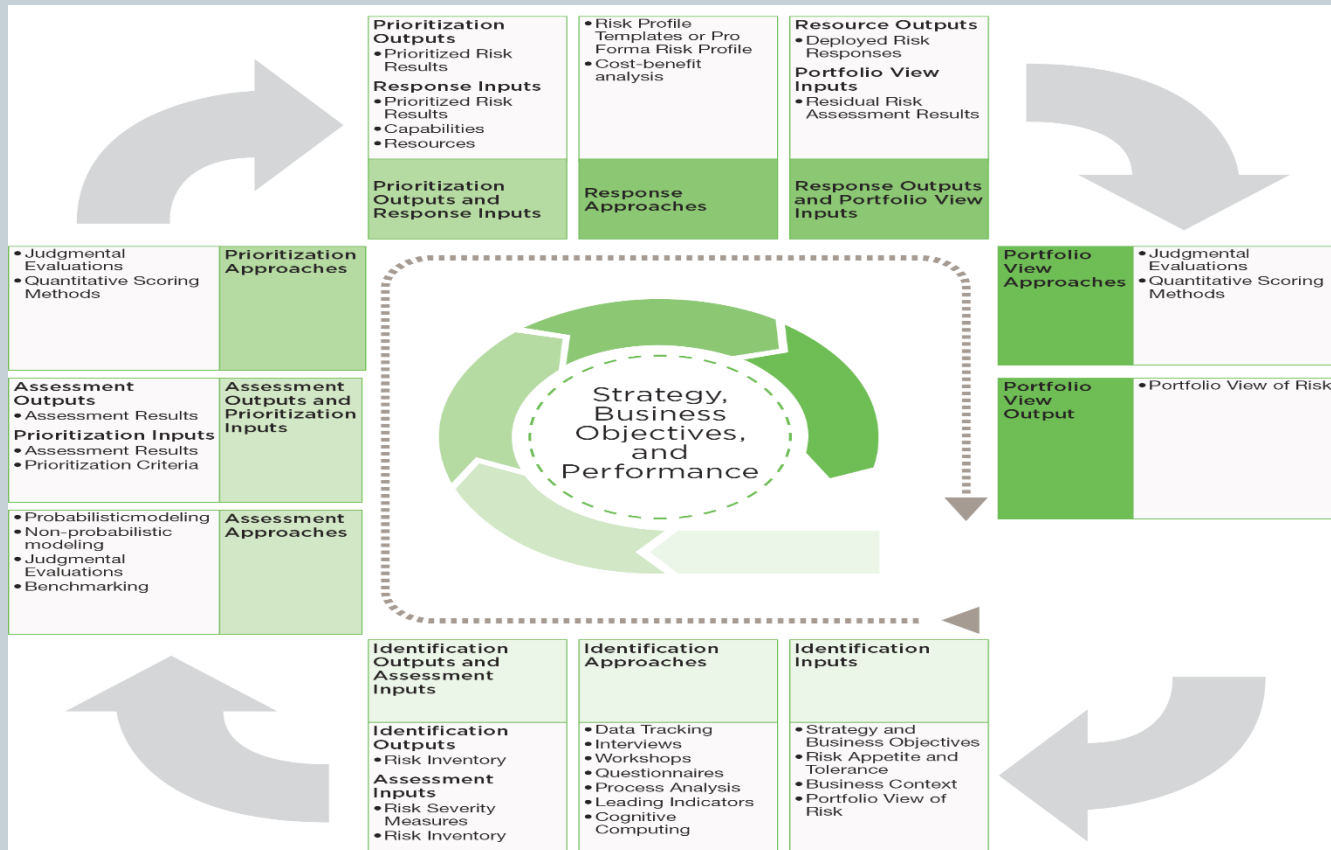 Prioritization
Outputs
• Prioritized Risk
Results
Response Inputs
• Prioritized Risk
Results
• Capabilities
• Resources
Prioritization
Outputs and
Response Inputs
• Risk Profile
Templates or Pro
Forma Risk Profile
• Cost-benefit
analysis
Response
Approaches
Resource Outputs
• Deployed Risk
Responses
Portfolio View
Inputs
• Residual Risk
Assessment Results
Response Outputs
and Portfolio View
Inputs
• Judgmental
Evaluations
• Quantitative Scoring
Methods
Prioritization
Approaches
Portfolio
View
Approaches
• Judgmental
Evaluations
• Quantitative Scoring
Methods
Assessment
Outputs
• Assessment Results
Prioritization Inputs
• Assessment Results
• Prioritization Criteria
Assessment
Outputs and
Prioritization
Inputs
Strategy,
Business
Objectives,
and
Performance
Portfolio
View
Output
• Portfolio View of Risk
• Probabilisticmodeling
• Non-probabilistic
modeling
• Judgmental
Evaluations
• Benchmarking
Assessment
Approaches
Identification
Outputs and
Assessment
Inputs
Identification
Outputs
• Risk Inventory
Assessment
Inputs
• Risk Severity
Measures
• Risk Inventory
Identification
Approaches
• Data Tracking
• Interviews
• Workshops
• Questionnaires
• Process Analysis
• Leading Indicators
• Cognitive
Computing
Identification
Inputs
• Strategy and
Business Objectives
• Risk Appetite and
Tolerance
• Business Context
• Portfolio View of
Risk